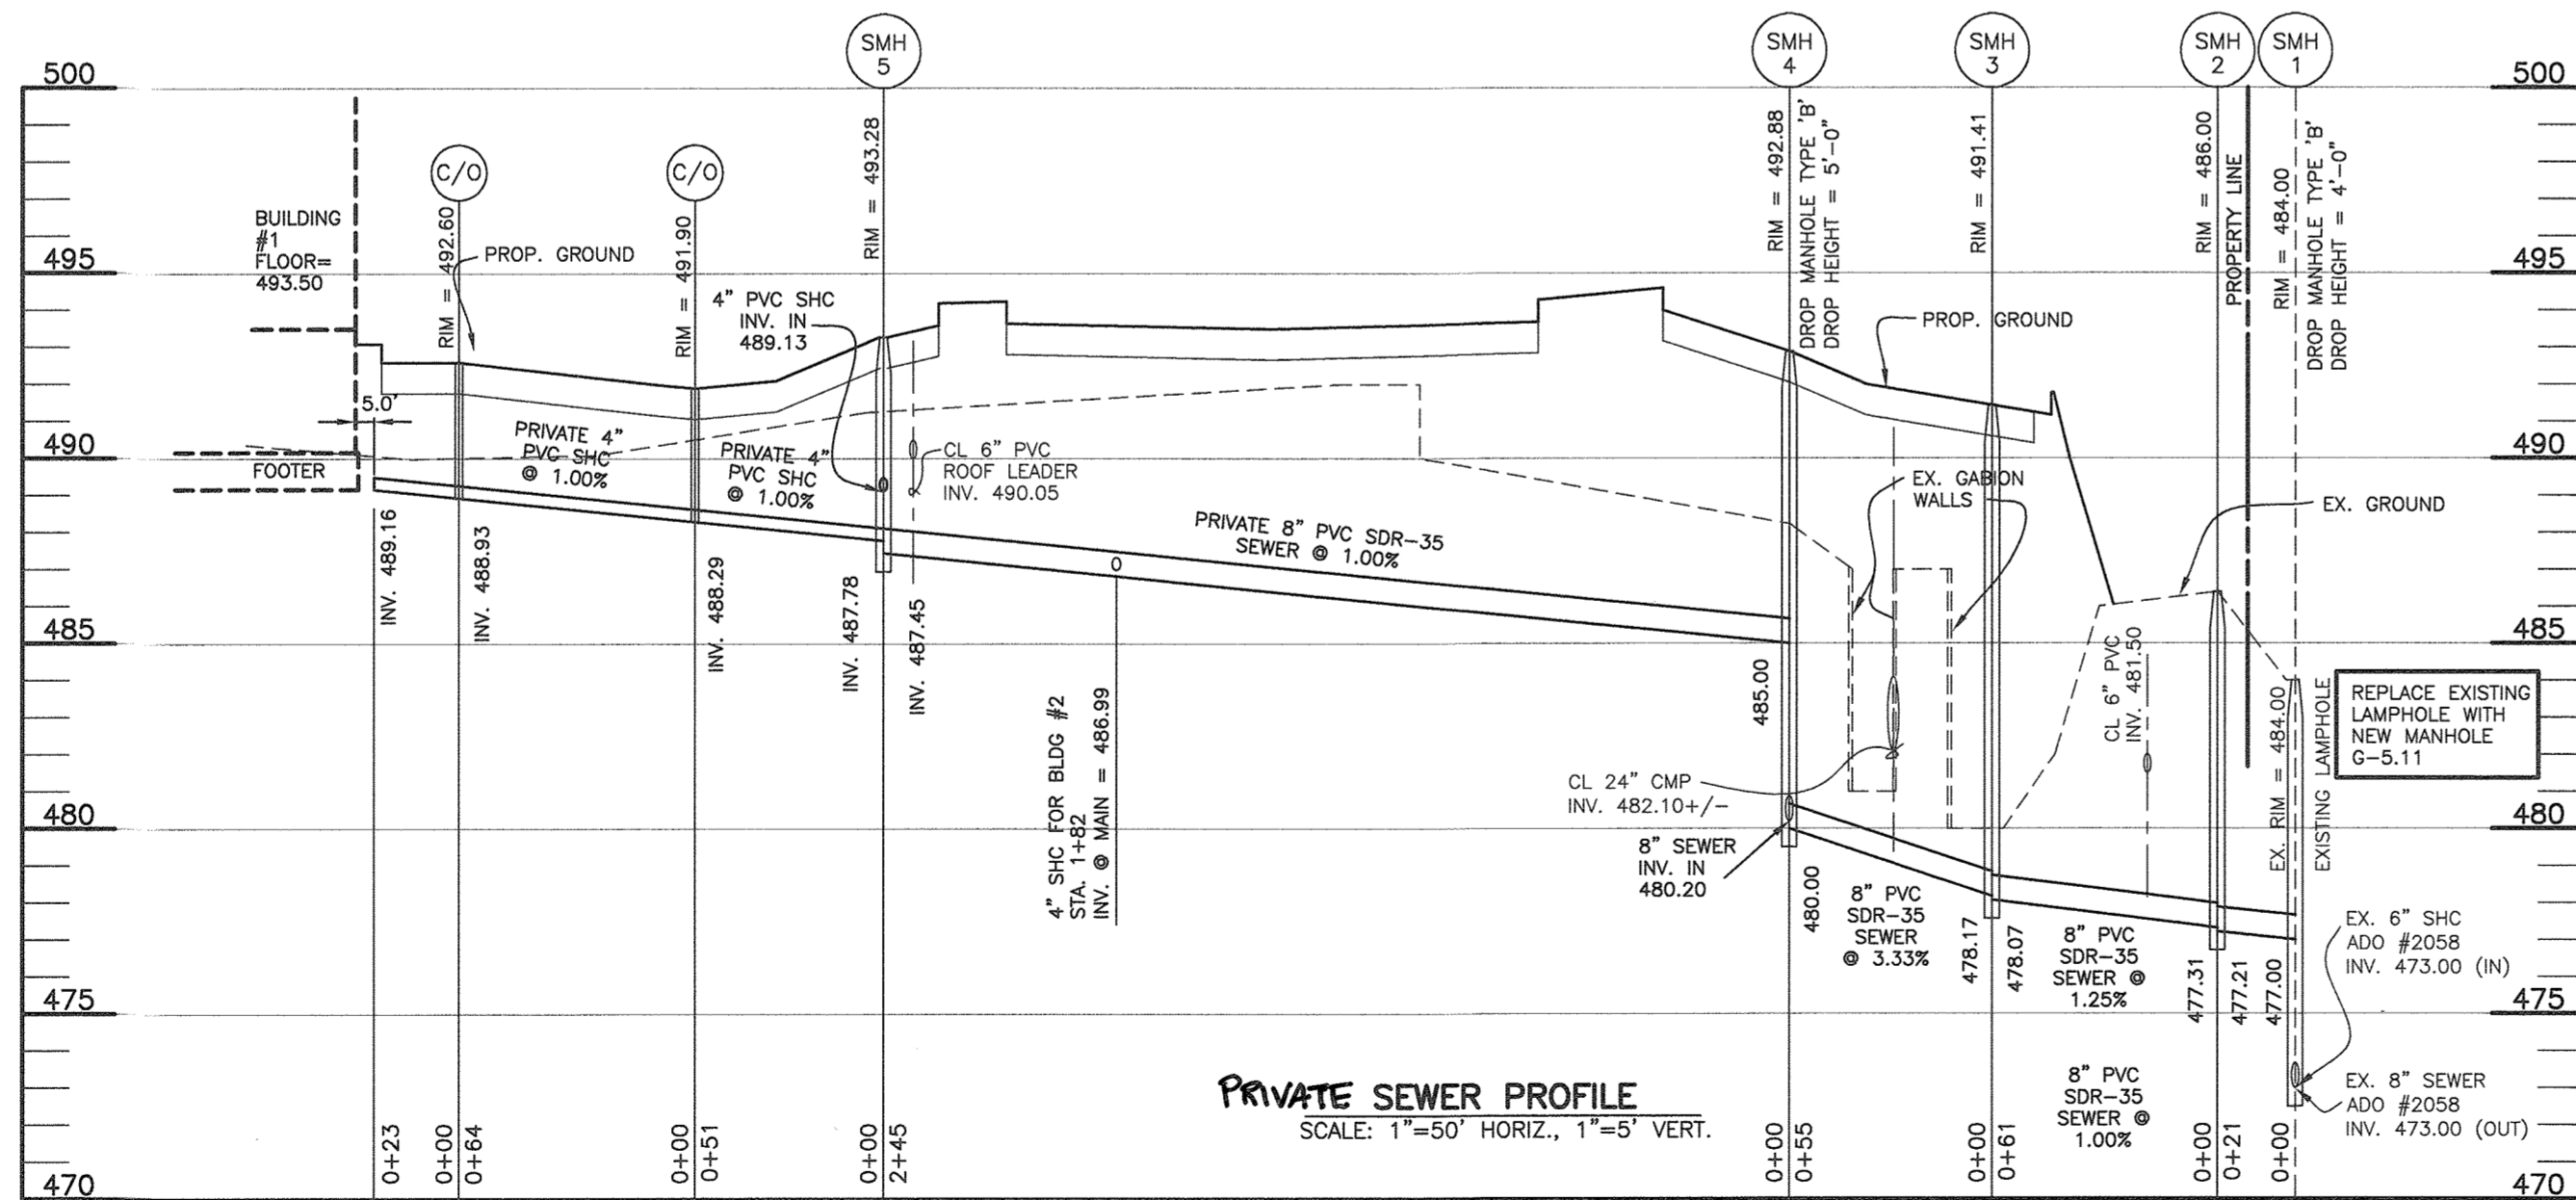 SMH
5
SMH
4
SMH
3
SMH
2
SMH
1
500
500
495
495
490
490
485
485
480
480
475
475
470
470
C/O
C/O
BUILDING
#1
FLOOR=
493.50
RIM = 492.60
PROP. GROUND
RIM = 491.90
RIM = 493.28
4" PVC SHC
INV. IN
489.13
5.0'
FOOTER
PRIVATE 4"
PVC SHC
@ 1.00%
PRIVATE 4"
PVC SHC
@ 1.00%
CL 6" PVC
ROOF LEADER
INV. 490.05
PRIVATE 8" PVC SDR-35
SEWER @ 1.00%
INV. 489.16
INV. 488.93
INV. 488.29
INV. 487.78
INV. 487.45
O
4" SHC FOR BLDG #2
STA. 1+82
INV. @ MAIN = 486.99
RIM = 492.88
DROP MANHOLE TYPE 'B'
DROP HEIGHT = 5'-0"
RIM = 491.41
RIM = 486.00
PROPERTY LINE
RIM = 484.00
DROP MANHOLE TYPE 'B'
DROP HEIGHT = 4'-0"
PROP. GROUND
EX. GABION
WALLS
EX. GROUND
485.00
CL 24" CMP
INV. 482.10+/-
8" SEWER
INV. IN
480.20
480.00
8" PVC
SDR-35
SEWER
@ 3.33%
478.17
478.07
CL 6" PVC
INV. 481.50
8" PVC
SDR-35
SEWER @
1.25%
477.31
477.21
477.00
8" PVC
SDR-35
SEWER @
1.00%
EX. RIM = 484.00
EXISTING LAMPHOLE
REPLACE EXISTING
LAMPHOLE WITH
NEW MANHOLE
G-5.11
EX. 6" SHC
ADO #2058
INV. 473.00 (IN)
EX. 8" SEWER
ADO #2058
INV. 473.00 (OUT)
PRIVATE SEWER PROFILE
SCALE: 1"=50' HORIZ., 1"=5' VERT.
0+23
0+00
0+64
0+00
0+51
0+00
2+45
0+00
0+55
0+00
0+61
0+00
0+21
0+00